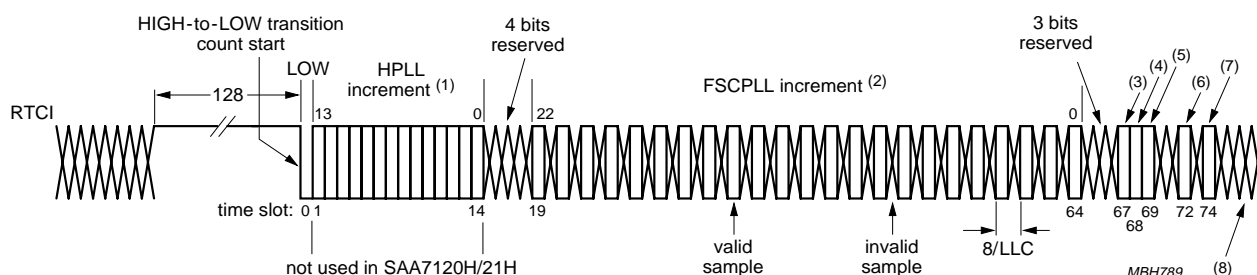 HIGH-to-LOW transition
count start
4 bits
reserved
3 bits
reserved
LOW
HPLL
increment (1)
FSCPLL increment (2)
(3)
(4)
(5)
(6)
(7)
RTCI
128
13
0
22
0
time slot:
0
1
14
19
64
67
68
69
72
74
valid
sample
invalid
sample
8/LLC
not used in SAA7120H/21H
MBH789
(8)